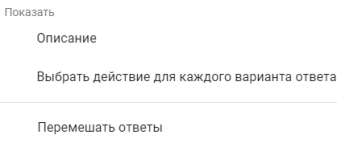 Показать
Описание
Выбрать действие для каждого варианта ответа
Перемешать ответы